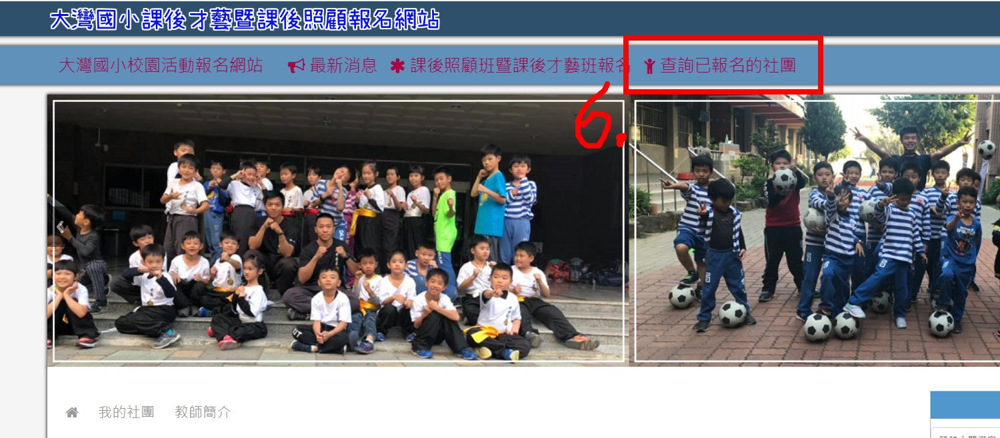 大灣國小課後才藝暨課後照顧報名網站
大灣國小校園活動報名網站 最新消息 課後照顧班暨課後才藝班報名 查詢已報名的社團
6.
我的社團 教師簡介